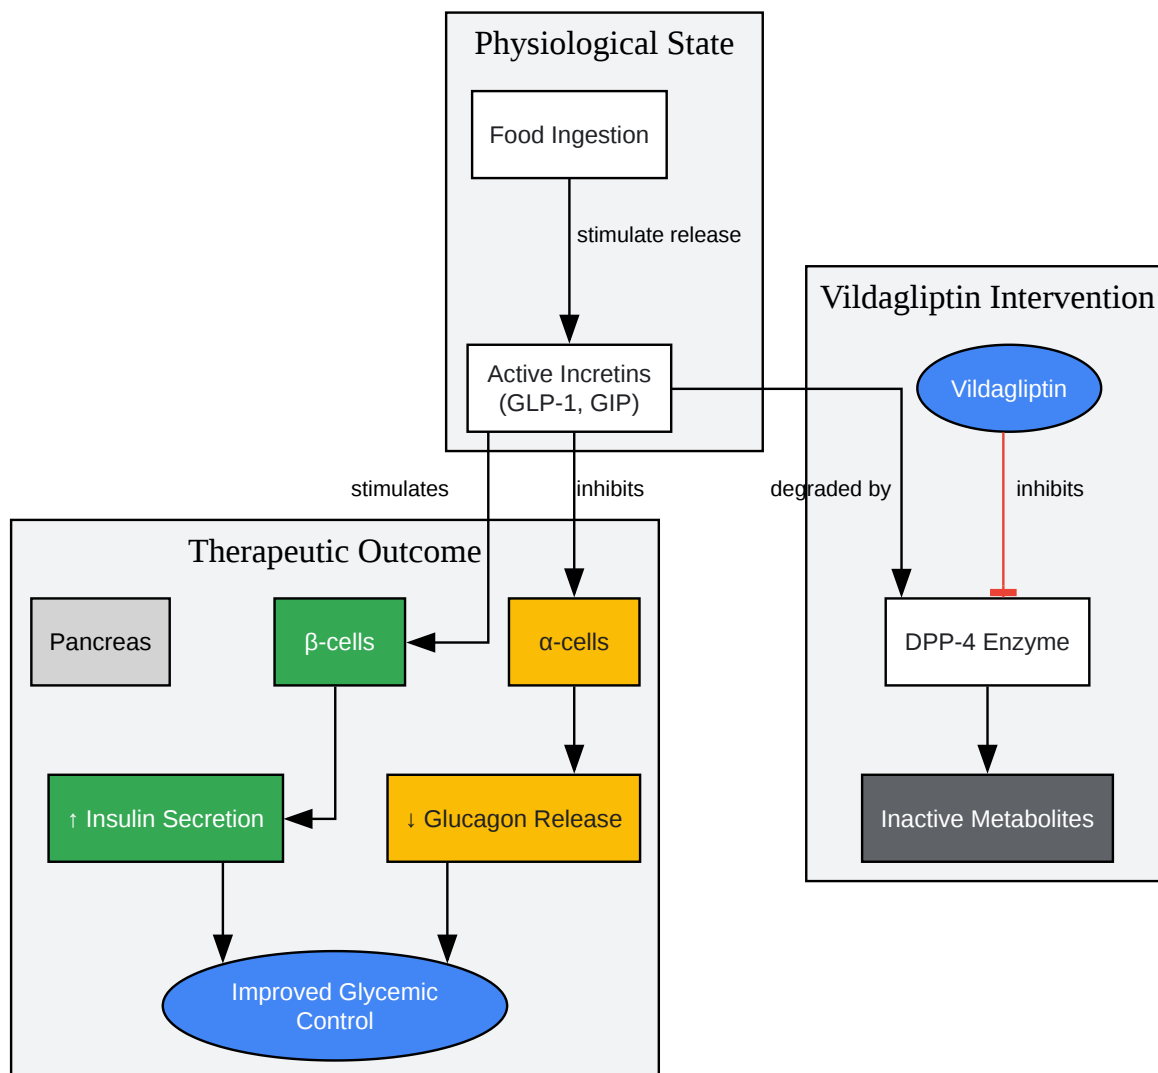 Physiological State
Food Ingestion
stimulate release
Active Incretins
(GLP-1, GIP)
Vildagliptin Intervention
Vildagliptin
stimulates
inhibits
degraded by
inhibits
Therapeutic Outcome
Pancreas
β-cells
α-cells
DPP-4 Enzyme
↑ Insulin Secretion
↓ Glucagon Release
Inactive Metabolites
Improved Glycemic
Control